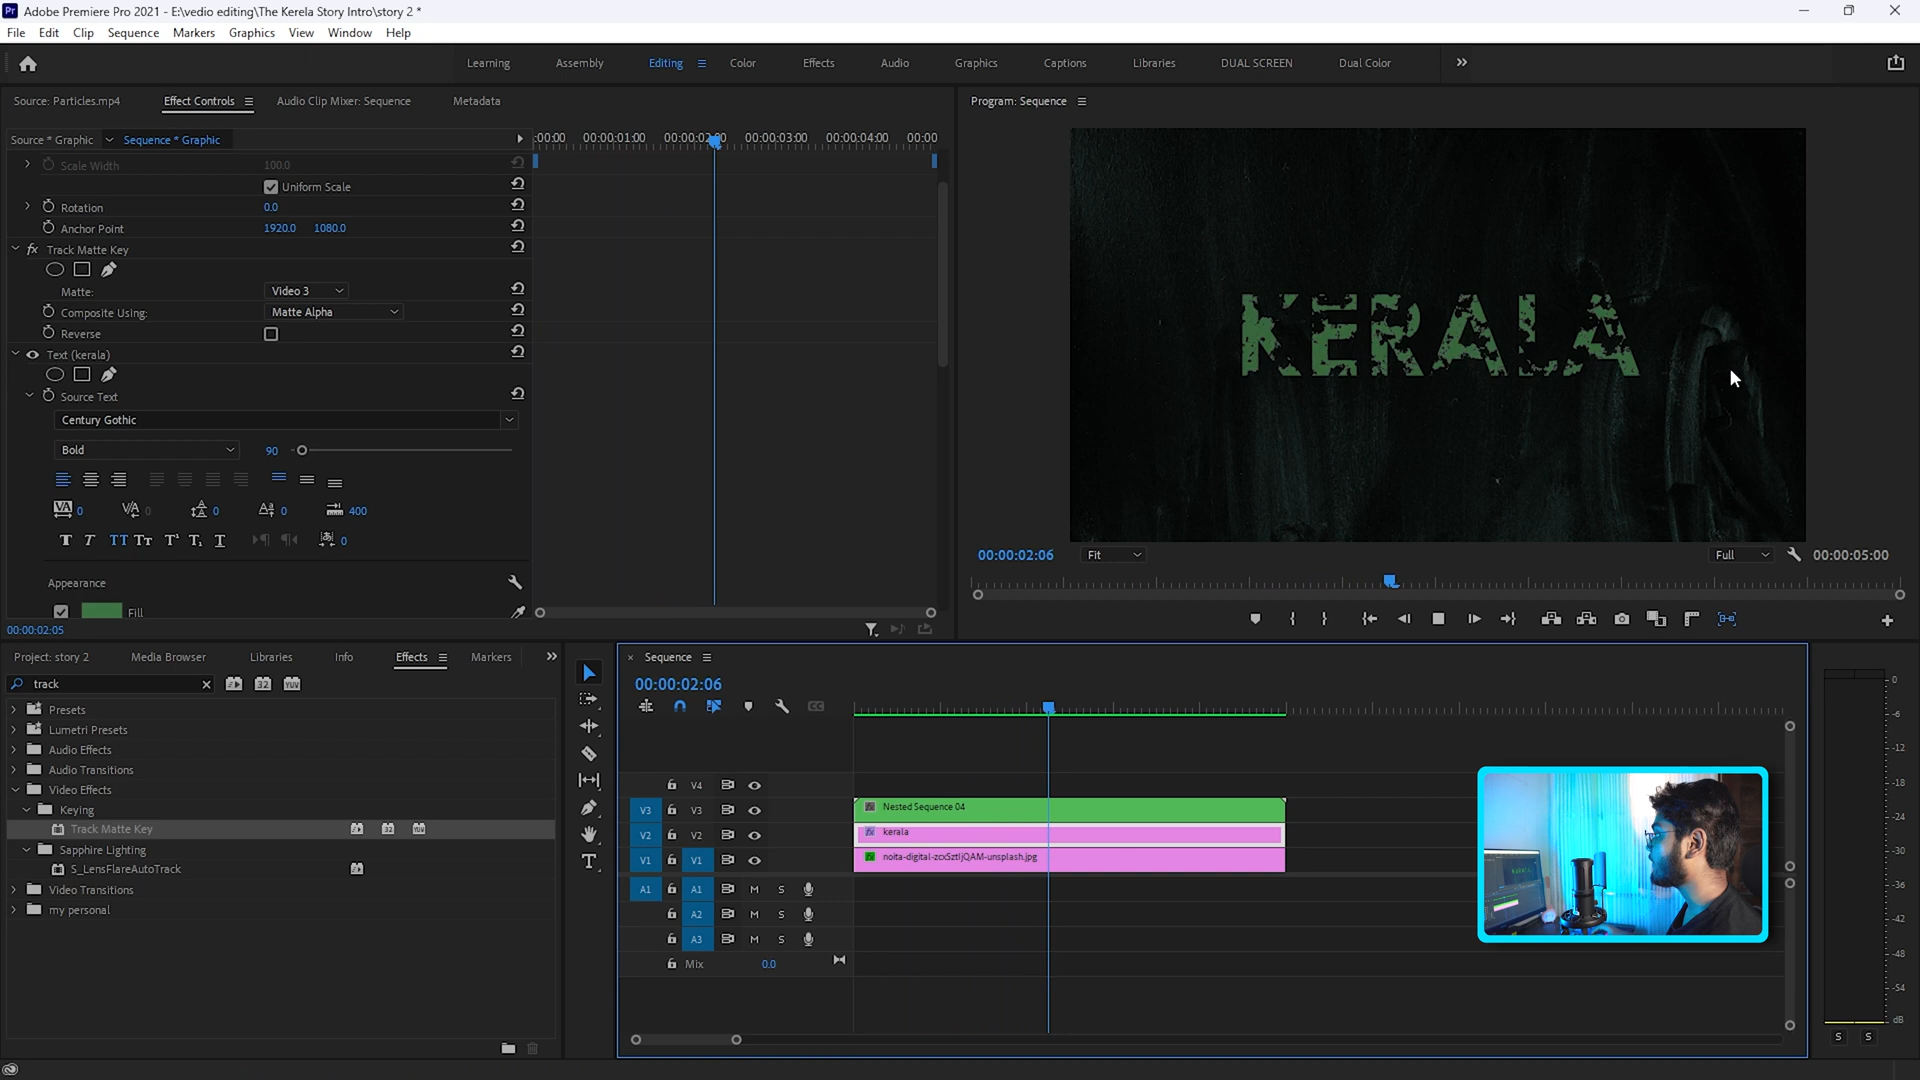 Adobe Premiere Pro 2021 - E:\vedio editing\The Kerela Story Intro\story 2 *
File Edit Clip Sequence Markers Graphics View Window Help
Learning Assembly Editing Color Effects Audio Graphics Captions Libraries DUAL SCREEN Dual Color
Source: Particles.mp4 Effect Controls Audio Clip Mixer: Sequence Metadata
Program: Sequence
Source * Graphic Sequence * Graphic
:00:00 00:00:01:00 00:00:02:00 00:00:03:00 00:00:04:00 00:00
Scale Width 100.0
Uniform Scale
Rotation 0.0
Anchor Point 1920.0 1080.0
fx Track Matte Key
Matte: Video 3
Composite Using: Matte Alpha
Reverse
Text (kerala)
Source Text
Century Gothic
Bold 90
0 0 0 0 400
0
Appearance
Fill
00:00:02:05
KERALA
00:00:02:06 Fit Full 00:00:05:00
Project: story 2 Media Browser Libraries Info Effects Markers
track
Presets
Lumetri Presets
Audio Effects
Audio Transitions
Video Effects
Keying
Track Matte Key
Sapphire Lighting
S_LensFlareAutoTrack
Video Transitions
my personal
Sequence
00:00:02:06
V4
V3 V3 Nested Sequence 04
V2 V2 kerala
V1 V1 noita-digital-zcxSztIjQAM-unsplash.jpg
A1 A1 M S
A2 M S
A3 M S
Mix 0.0
0
-6
-12
-18
-24
-30
-36
-42
-48
-54
dB
S S